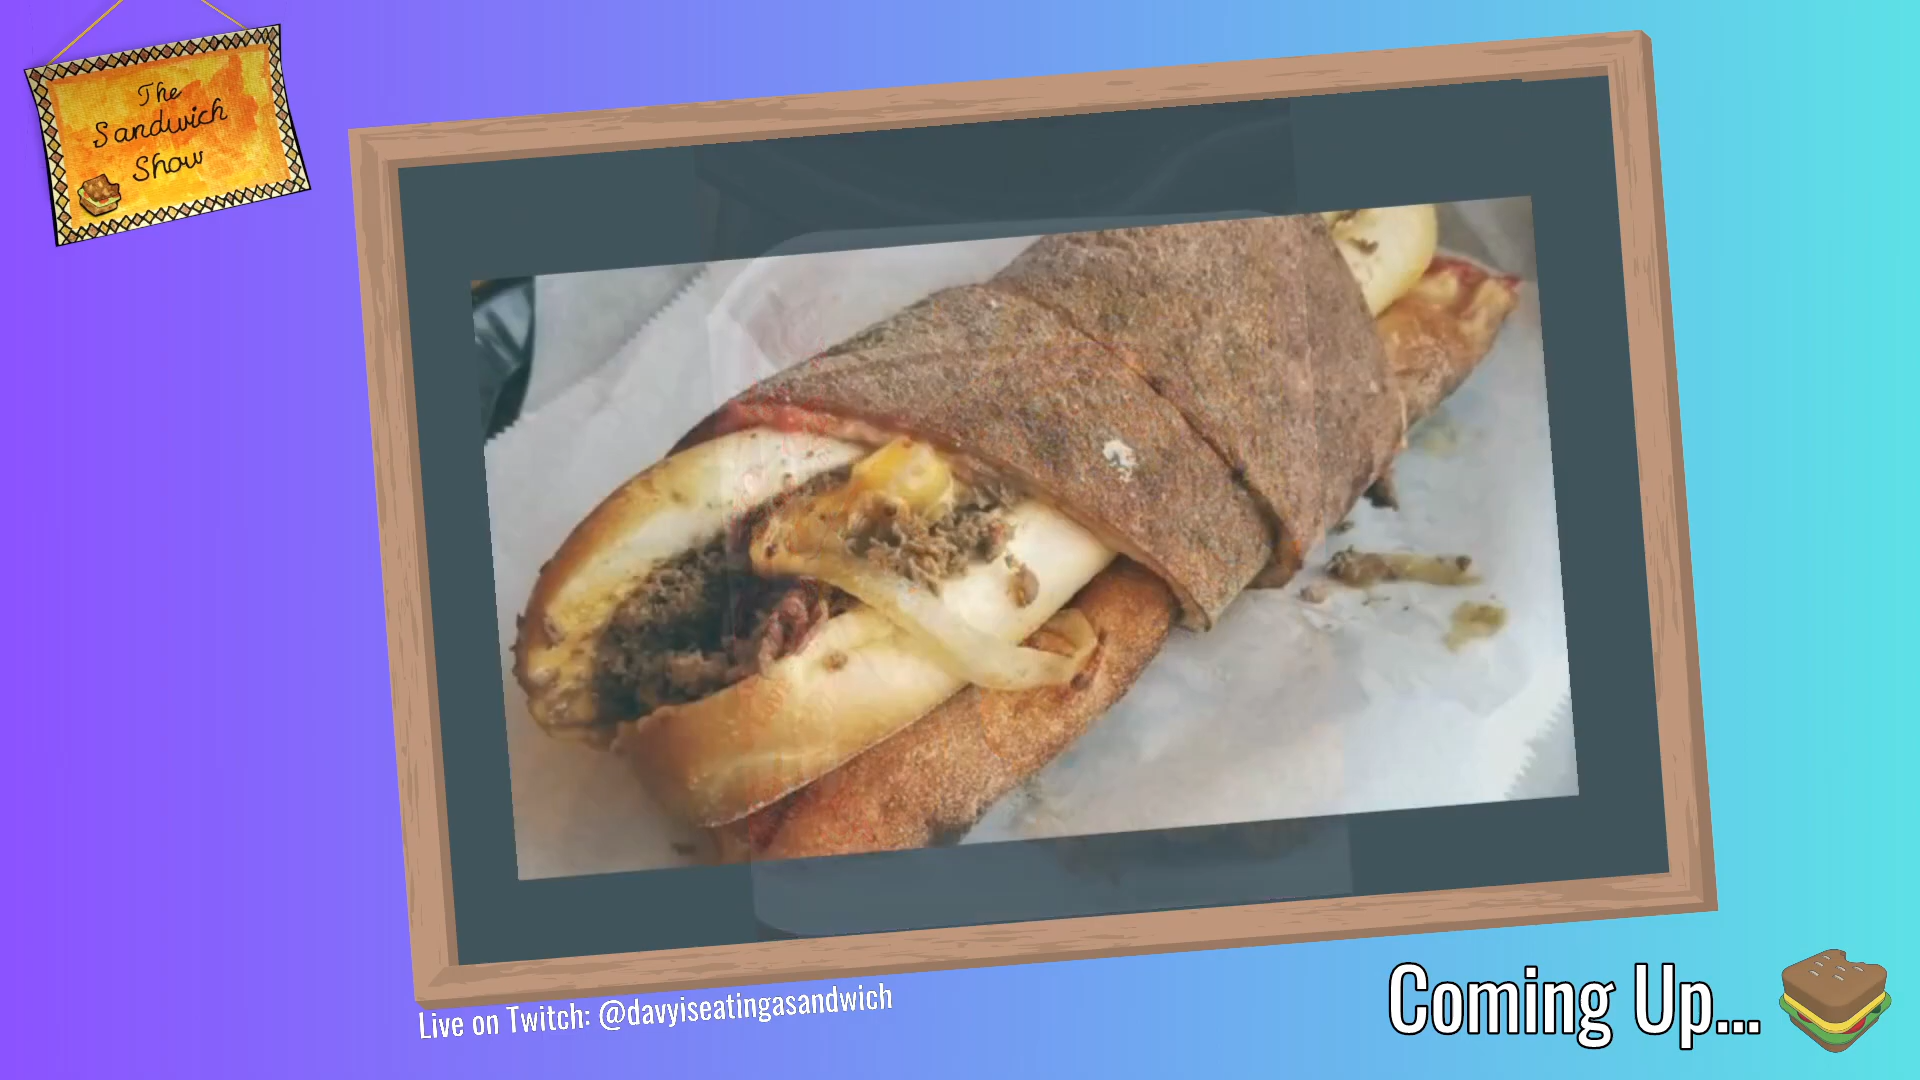 The
Sandwich
Show
Live on Twitch: @davyiseatingasandwich
Coming Up...